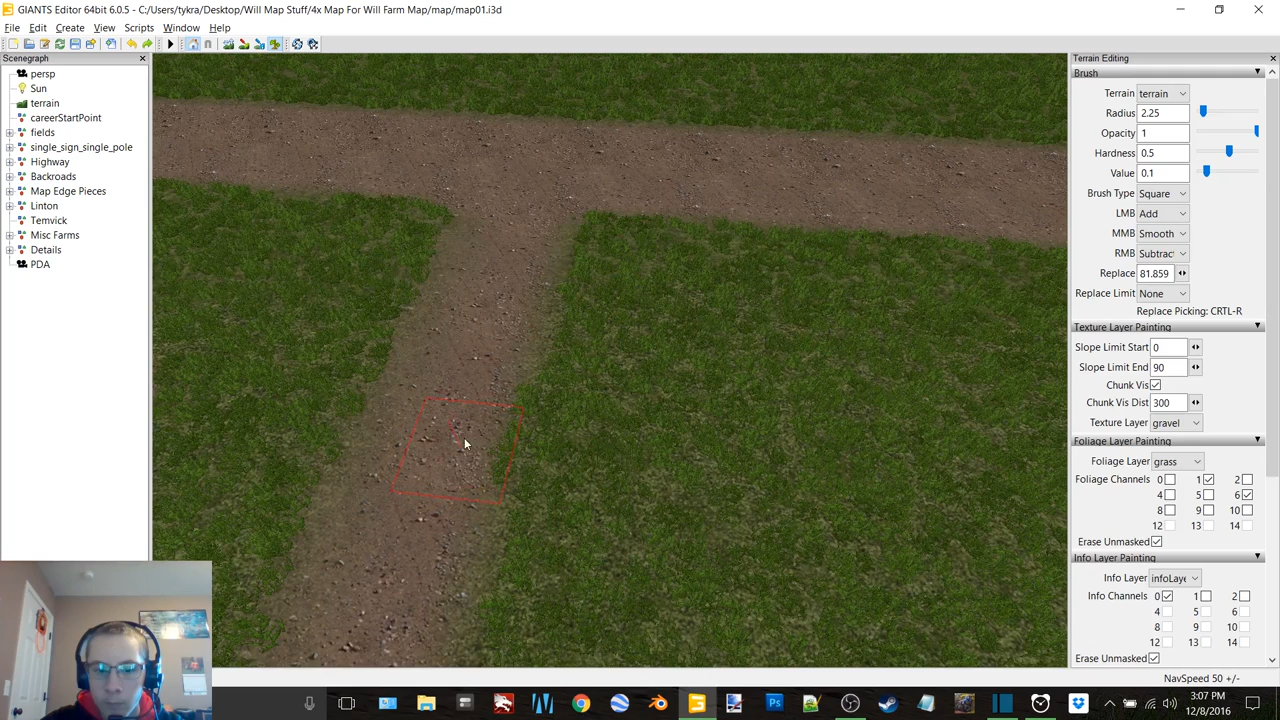 GIANTS Editor 64bit 6.0.5 - C:/Users/tykra/Desktop/Will Map Stuff/4x Map For Will Farm Map/map/map01.i3d
File Edit Create View Scripts Window Help
Scenegraph
persp
Sun
terrain
careerStartPoint
fields
single_sign_single_pole
Highway
Backroads
Map Edge Pieces
Linton
Temvick
Misc Farms
Details
PDA
Terrain Editing
Brush
Terrain terrain
Radius 2.25
Opacity 1
Hardness 0.5
Value 0.1
Brush Type Square
LMB Add
MMB Smooth
RMB Subtrac
Replace 81.859
Replace Limit None
Replace Picking: CRTL-R
Texture Layer Painting
Slope Limit Start 0
Slope Limit End 90
Chunk Vis
Chunk Vis Dist 300
Texture Layer gravel
Foliage Layer Painting
Foliage Layer grass
Foliage Channels 0 1 2
4 5 6
8 9 10
12 13 14
Erase Unmasked
Info Layer Painting
Info Layer infoLaye
Info Channels 0 1 2
4 5 6
8 9 10
12 13 14
Erase Unmasked
NavSpeed 50 +/-
3:07 PM
12/8/2016